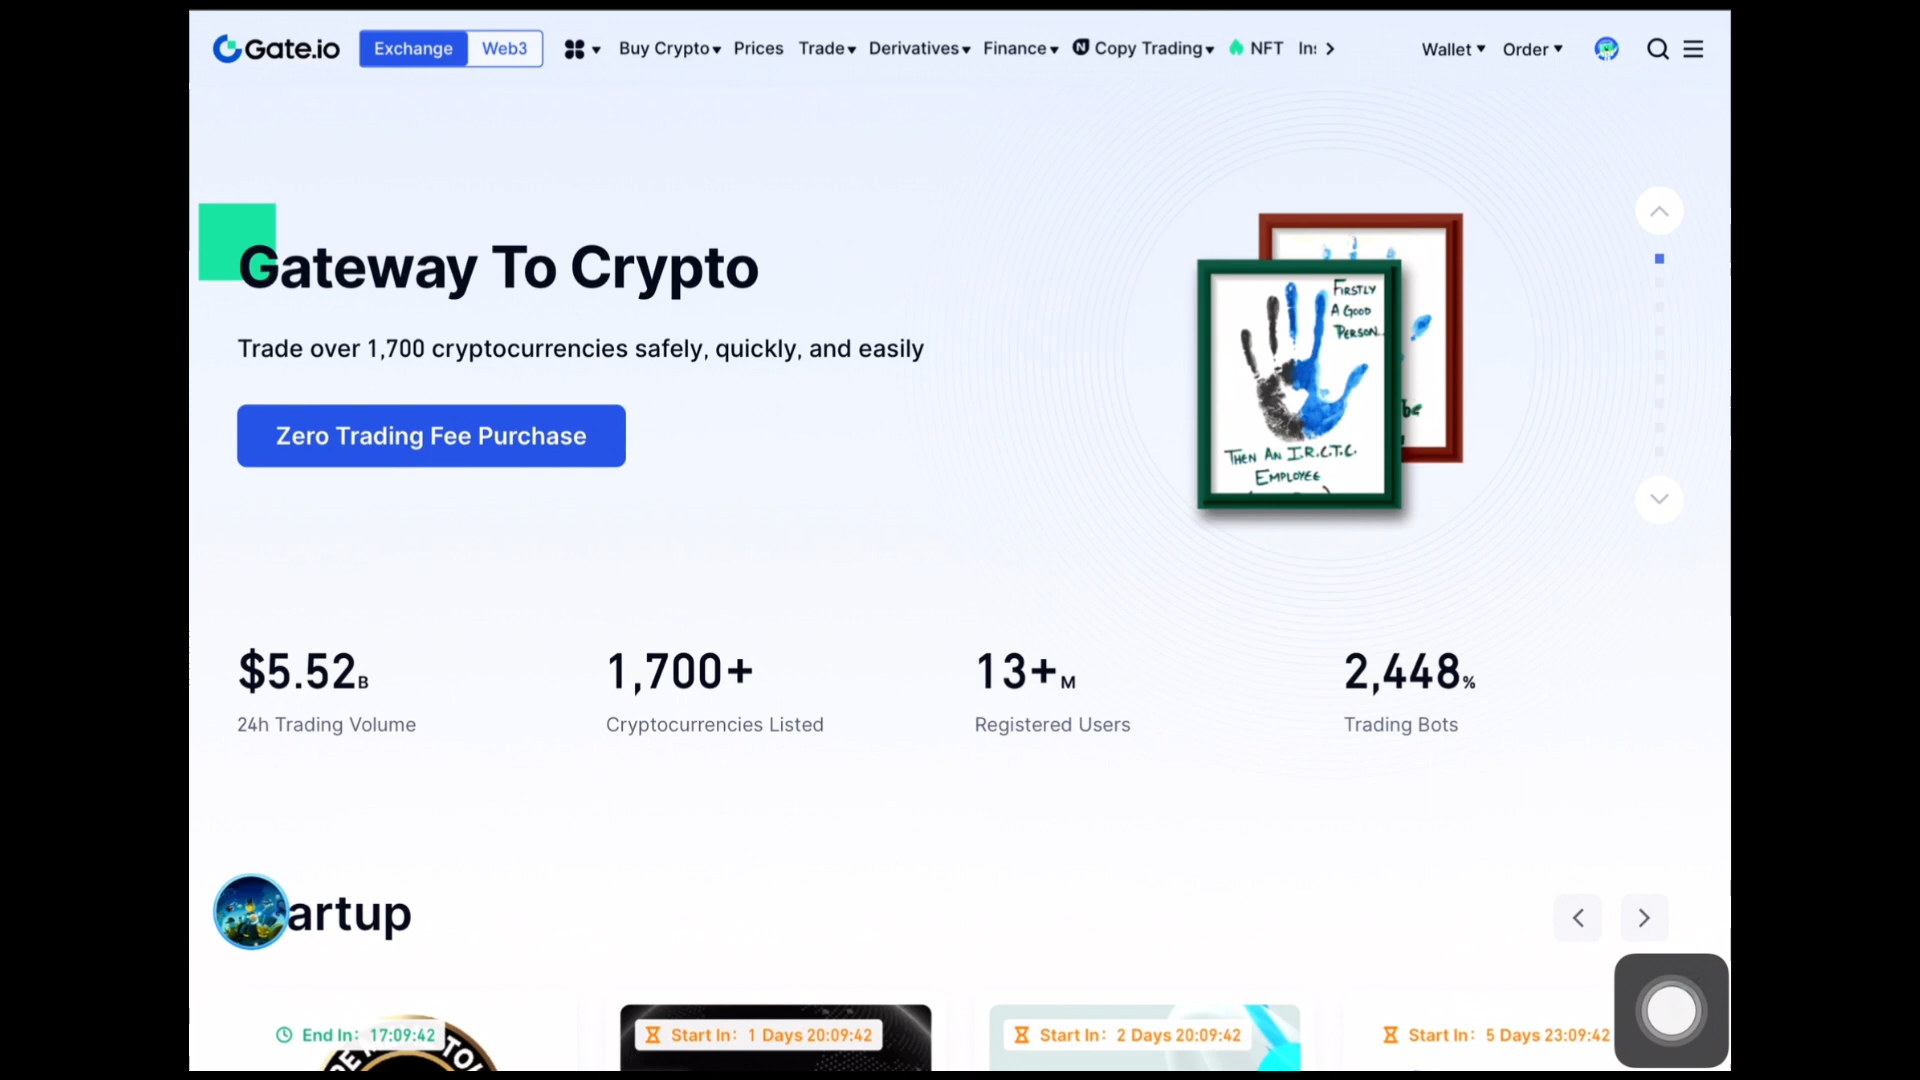 Gate.io Exchange Web3 Buy Crypto Prices Trade Derivatives Finance Copy Trading NFT Wallet Order
Gateway To Crypto
Trade over 1,700 cryptocurrencies safely, quickly, and easily
Zero Trading Fee Purchase
FIRSTLY
A GOOD
PERSON..
THEN AN I.R.C.T.C.
EMPLOYEE
be
$5.52B 1,700+ 13+M 2,448%
24h Trading Volume Cryptocurrencies Listed Registered Users Trading Bots
artup
End In: 17:09:42 Start In: 1 Days 20:09:42 Start In: 2 Days 20:09:42 Start In: 5 Days 23:09:42